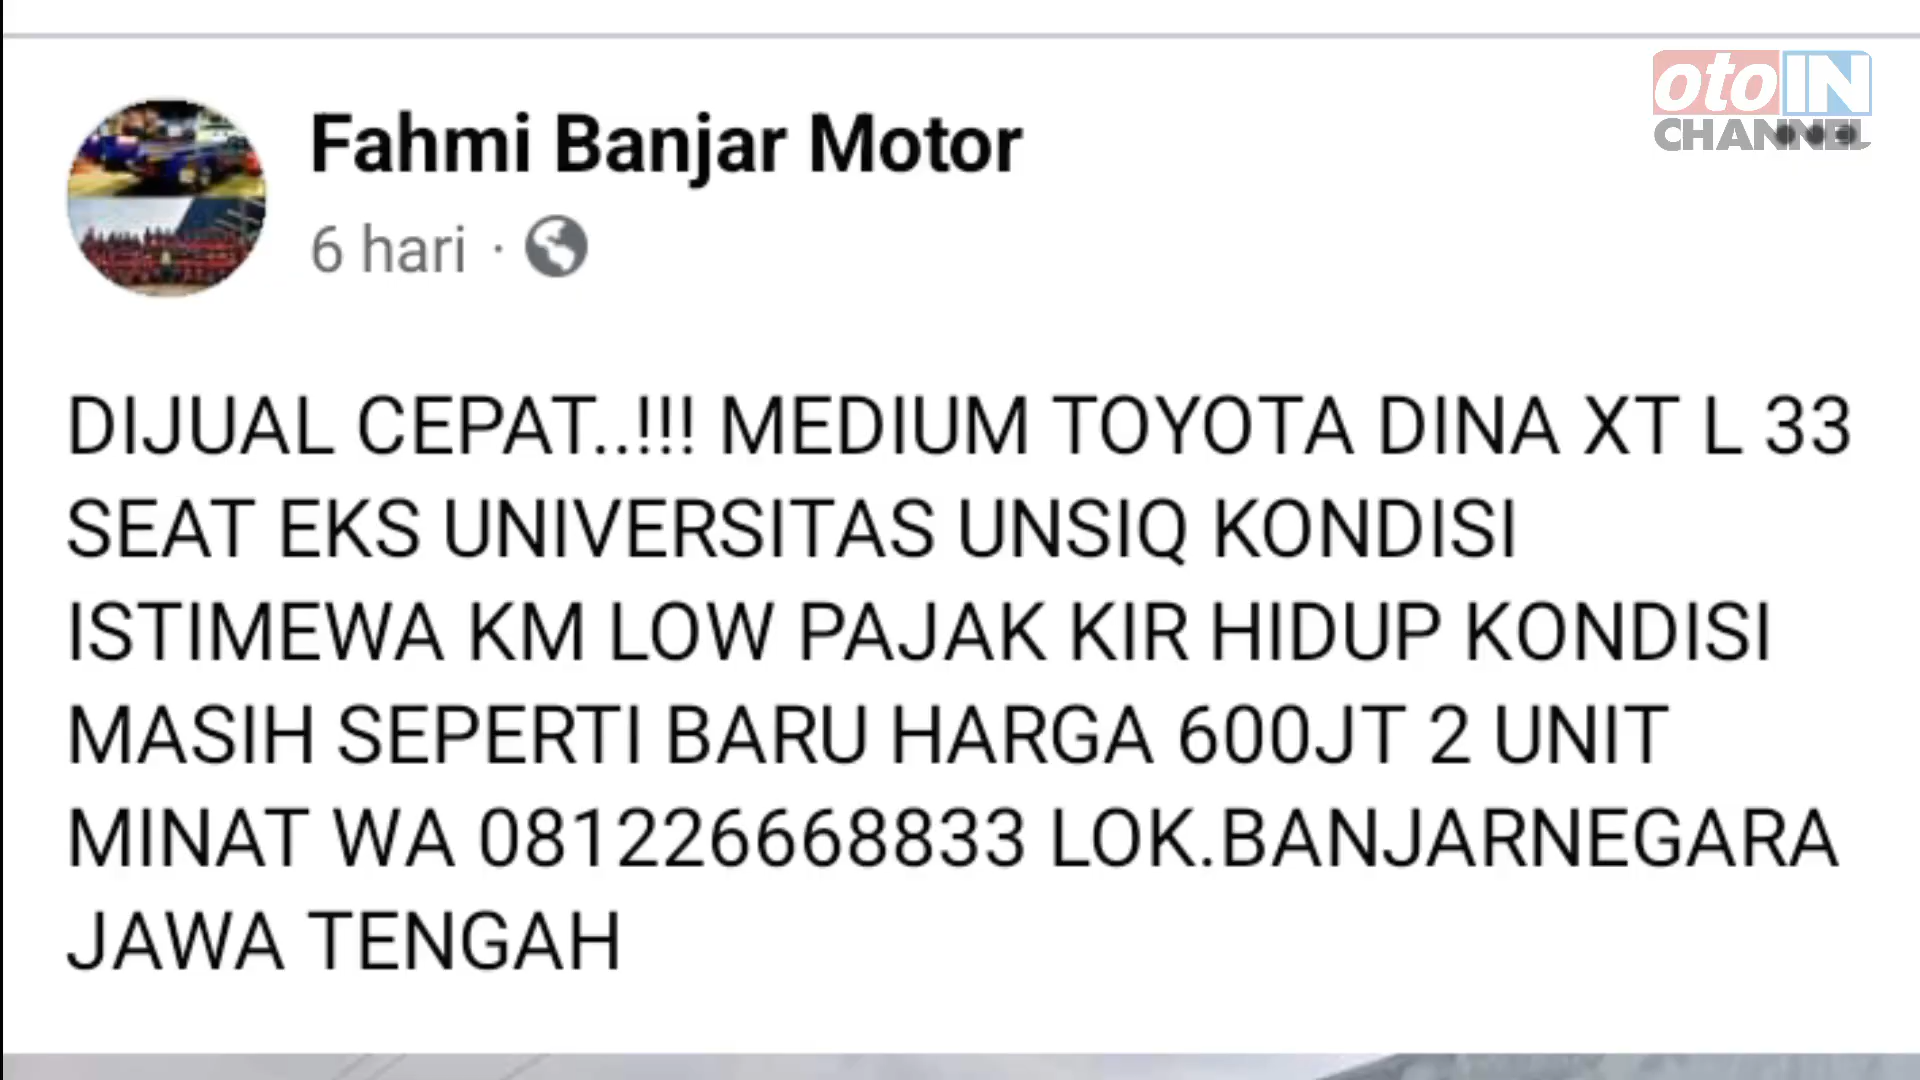 otoIN
CHANNEL
Fahmi Banjar Motor
6 hari ·
DIJUAL CEPAT..!!! MEDIUM TOYOTA DINA XT L 33
SEAT EKS UNIVERSITAS UNSIQ KONDISI
ISTIMEWA KM LOW PAJAK KIR HIDUP KONDISI
MASIH SEPERTI BARU HARGA 600JT 2 UNIT
MINAT WA 081226668833 LOK.BANJARNEGARA
JAWA TENGAH